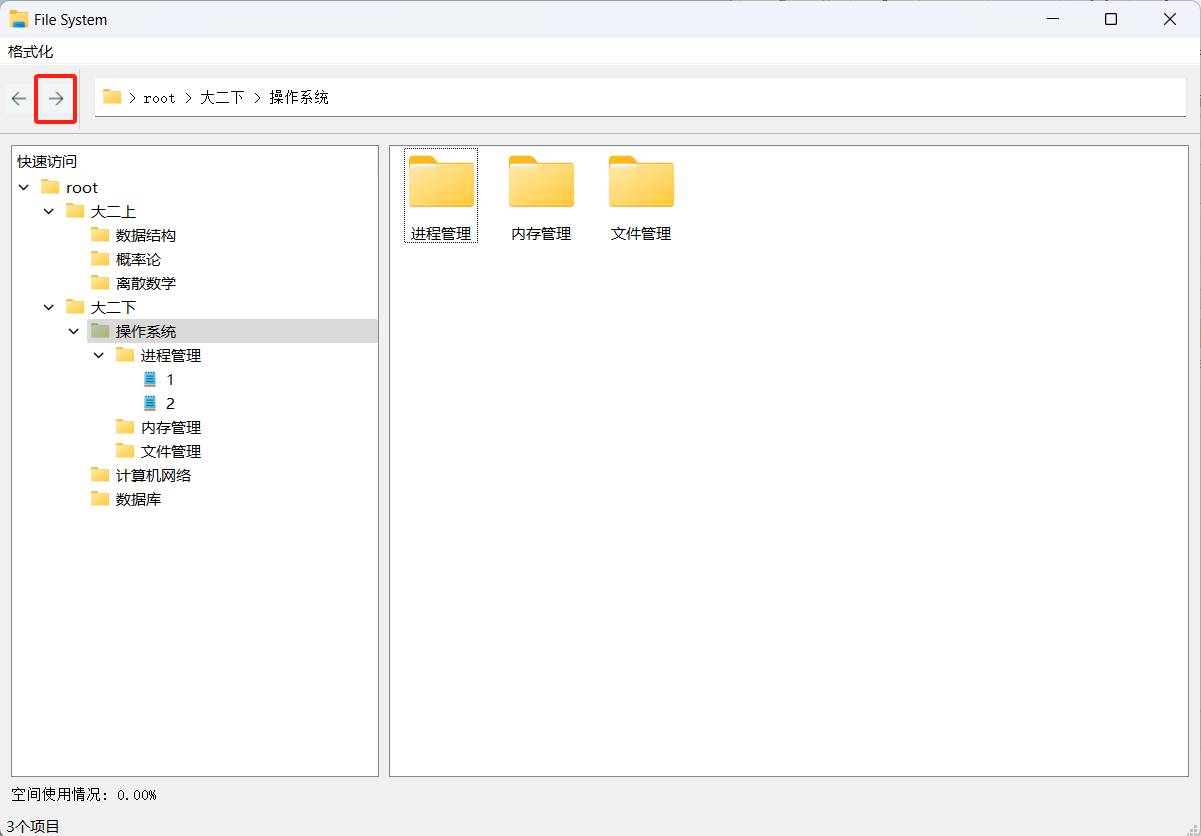 File System
格式化
root 大二下 操作系统
快速访问
root
大二上
数据结构
概率论
离散数学
大二下
操作系统
进程管理
1
2
内存管理
文件管理
计算机网络
数据库
进程管理 内存管理 文件管理
空间使用情况：0.00%
3个项目